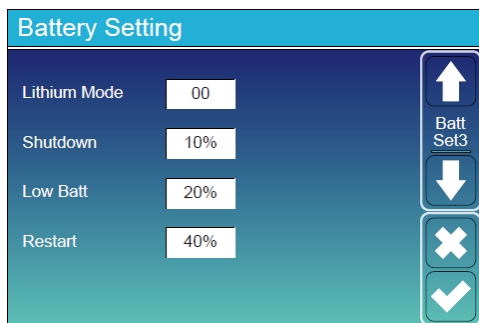 Battery Setting
Lithium Mode 00
Shutdown 10%
Low Batt 20%
Restart 40%
Batt
Set3